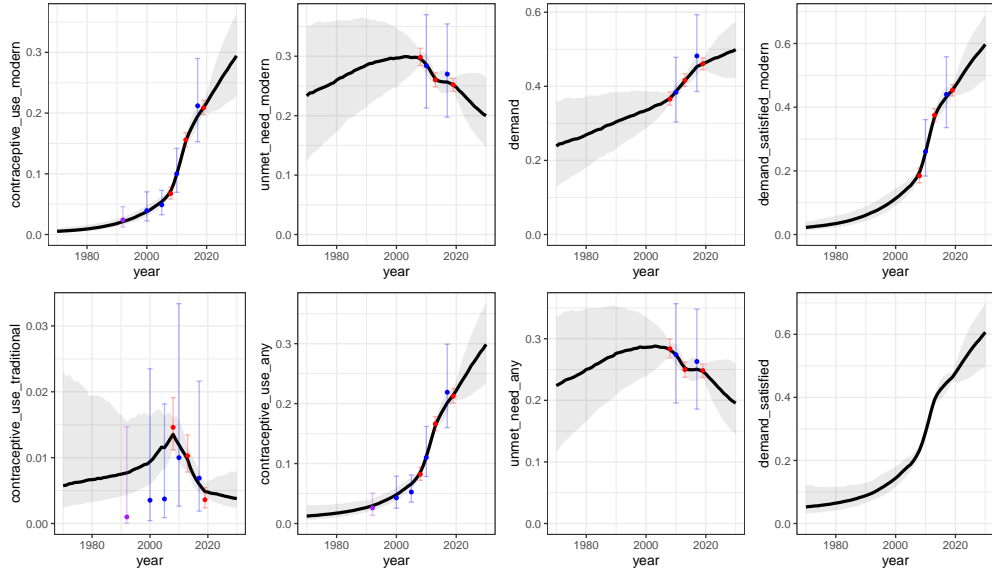 contraceptive_use_modern
0.0
0.1
0.2
0.3
1980 2000 2020
year
unmet_need_modern
0.0
0.1
0.2
0.3
0.4
1980 2000 2020
year
demand
0.0
0.2
0.4
0.6
1980 2000 2020
year
demand_satisfied_modern
0.0
0.2
0.4
0.6
1980 2000 2020
year
contraceptive_use_traditional
0.00
0.01
0.02
0.03
1980 2000 2020
year
contraceptive_use_any
0.0
0.1
0.2
0.3
1980 2000 2020
year
unmet_need_any
0.0
0.1
0.2
0.3
1980 2000 2020
year
demand_satisfied
0.0
0.2
0.4
0.6
1980 2000 2020
year